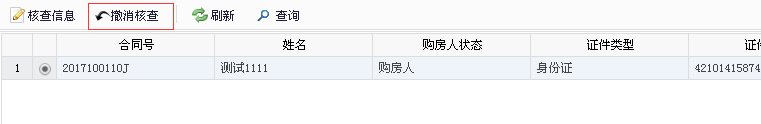 核查信息 撤消核查 刷新 查询
合同号 姓名 购房人状态 证件类型
1 2017100110J 测试1111 购房人 身份证 42101415874